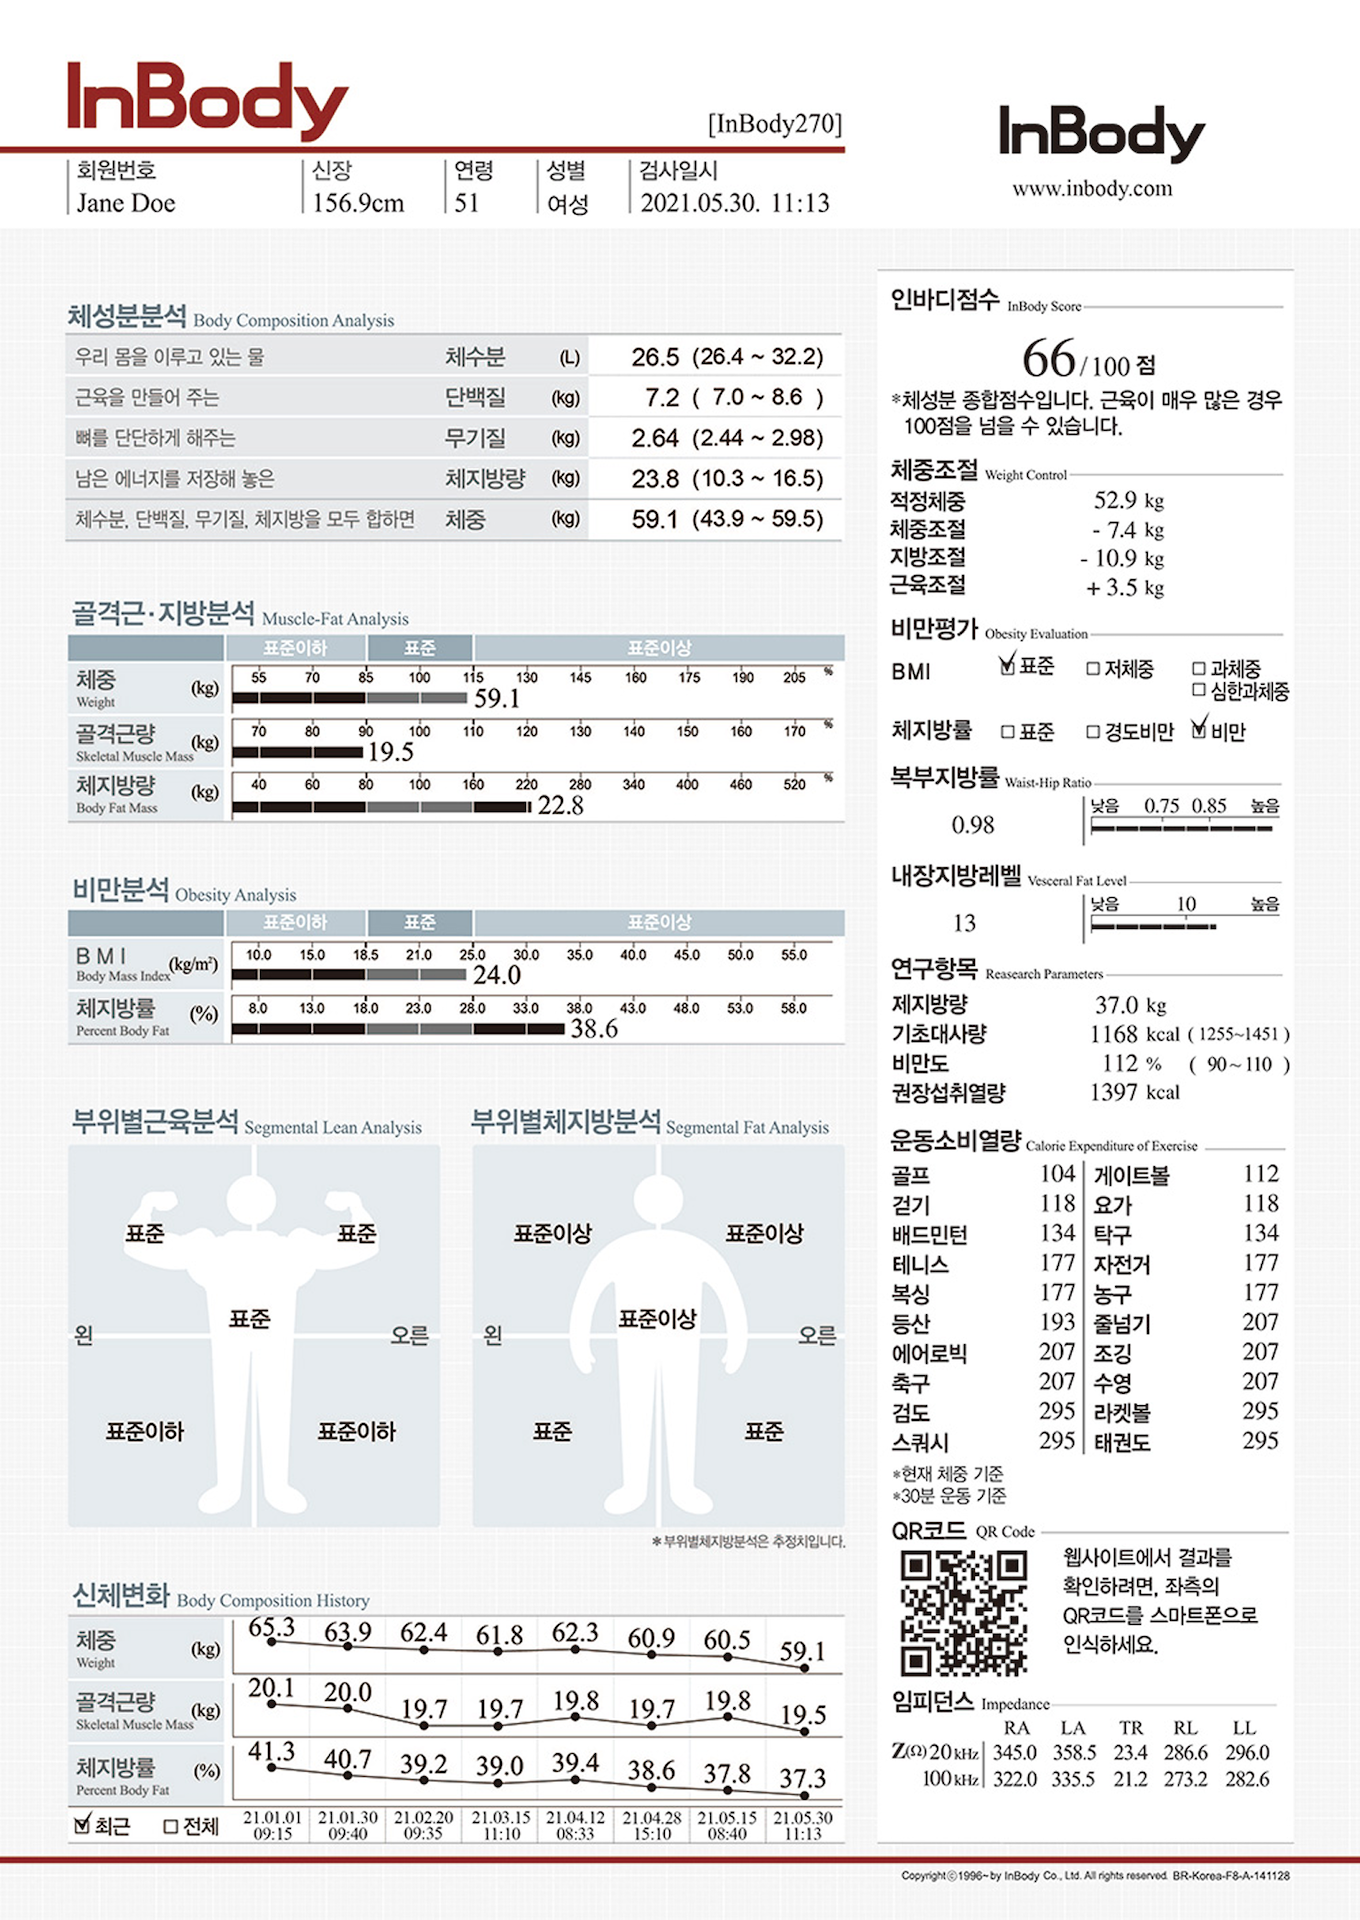 InBody
[InBody270]
InBody
www.inbody.com
회원번호 신장 연령 성별 검사일시
Jane Doe 156.9cm 51 여성 2021.05.30. 11:13
체성분분석 Body Composition Analysis
우리 몸을 이루고 있는 물 체수분 (L) 26.5 (26.4 ~ 32.2)
근육을 만들어 주는 단백질 (kg) 7.2 ( 7.0 ~ 8.6 )
뼈를 단단하게 해주는 무기질 (kg) 2.64 (2.44 ~ 2.98)
남은 에너지를 저장해 놓은 체지방량 (kg) 23.8 (10.3 ~ 16.5)
체수분, 단백질, 무기질, 체지방을 모두 합하면 체중 (kg) 59.1 (43.9 ~ 59.5)
골격근·지방분석 Muscle-Fat Analysis
표준이하 표준 표준이상
체중 (kg) 55 70 85 100 115 130 145 160 175 190 205 %
Weight 59.1
골격근량 (kg) 70 80 90 100 110 120 130 140 150 160 170 %
Skeletal Muscle Mass 19.5
체지방량 (kg) 40 60 80 100 160 220 280 340 400 460 520 %
Body Fat Mass 22.8
비만분석 Obesity Analysis
표준이하 표준 표준이상
BMI (kg/m²) 10.0 15.0 18.5 21.0 25.0 30.0 35.0 40.0 45.0 50.0 55.0
Body Mass Index 24.0
체지방률 (%) 8.0 13.0 18.0 23.0 28.0 33.0 38.0 43.0 48.0 53.0 58.0
Percent Body Fat 38.6
부위별근육분석 Segmental Lean Analysis
표준 표준
표준
왼 오른
표준이하 표준이하
부위별체지방분석 Segmental Fat Analysis
표준이상 표준이상
표준이상
왼 오른
표준 표준
* 부위별체지방분석은 추정치입니다.
신체변화 Body Composition History
체중 (kg) 65.3 63.9 62.4 61.8 62.3 60.9 60.5 59.1
Weight
골격근량 (kg) 20.1 20.0 19.7 19.7 19.8 19.7 19.8 19.5
Skeletal Muscle Mass
체지방률 (%) 41.3 40.7 39.2 39.0 39.4 38.6 37.8 37.3
Percent Body Fat
최근 전체 21.01.01 21.01.30 21.02.20 21.03.15 21.04.12 21.04.28 21.05.15 21.05.30
09:15 09:40 09:35 11:10 08:33 15:10 08:40 11:13
인바디점수 InBody Score
66/100 점
*체성분 종합점수입니다. 근육이 매우 많은 경우
100점을 넘을 수 있습니다.
체중조절 Weight Control
적정체중 52.9 kg
체중조절 - 7.4 kg
지방조절 - 10.9 kg
근육조절 + 3.5 kg
비만평가 Obesity Evaluation
BMI 표준 저체중 과체중
심한과체중
체지방률 표준 경도비만 비만
복부지방률 Waist-Hip Ratio
0.98 낮음 0.75 0.85 높음
내장지방레벨 Vesceral Fat Level
13 낮음 10 높음
연구항목 Reasearch Parameters
제지방량 37.0 kg
기초대사량 1168 kcal ( 1255~1451 )
비만도 112 % ( 90~110 )
권장섭취열량 1397 kcal
운동소비열량 Calorie Expenditure of Exercise
골프 104 게이트볼 112
걷기 118 요가 118
배드민턴 134 탁구 134
테니스 177 자전거 177
복싱 177 농구 177
등산 193 줄넘기 207
에어로빅 207 조깅 207
축구 207 수영 207
검도 295 라켓볼 295
스쿼시 295 태권도 295
*현재 체중 기준
*30분 운동 기준
QR코드 QR Code
웹사이트에서 결과를
확인하려면, 좌측의
QR코드를 스마트폰으로
인식하세요.
임피던스 Impedance
RA LA TR RL LL
Z(Ω) 20 kHz 345.0 358.5 23.4 286.6 296.0
100 kHz 322.0 335.5 21.2 273.2 282.6
Copyright ⓒ 1996~ by InBody Co., Ltd. All rights reserved. BR-Korea-F8-A-141128